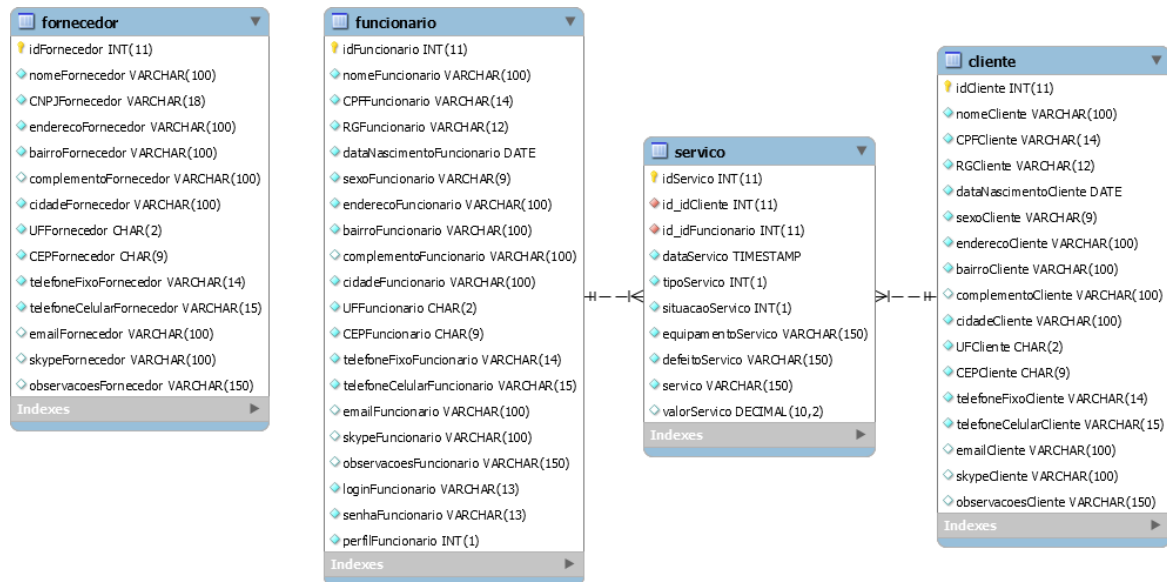 fornecedor
idFornecedor INT(11)
nomeFornecedor VARCHAR(100)
CNPJFornecedor VARCHAR(18)
enderecoFornecedor VARCHAR(100)
bairroFornecedor VARCHAR(100)
complementoFornecedor VARCHAR(100)
cidadeFornecedor VARCHAR(100)
UFFornecedor CHAR(2)
CEPFornecedor CHAR(9)
telefoneFixoFornecedor VARCHAR(14)
telefoneCelularFornecedor VARCHAR(15)
emailFornecedor VARCHAR(100)
skypeFornecedor VARCHAR(100)
observacoesFornecedor VARCHAR(150)
Indexes
funcionario
idFuncionario INT(11)
nomeFuncionario VARCHAR(100)
CPFFuncionario VARCHAR(14)
RGFuncionario VARCHAR(12)
dataNascimentoFuncionario DATE
sexoFuncionario VARCHAR(9)
enderecoFuncionario VARCHAR(100)
bairroFuncionario VARCHAR(100)
complementoFuncionario VARCHAR(100)
cidadeFuncionario VARCHAR(100)
UFFuncionario CHAR(2)
CEPFuncionario CHAR(9)
telefoneFixoFuncionario VARCHAR(14)
telefoneCelularFuncionario VARCHAR(15)
emailFuncionario VARCHAR(100)
skypeFuncionario VARCHAR(100)
observacoesFuncionario VARCHAR(150)
loginFuncionario VARCHAR(13)
senhaFuncionario VARCHAR(13)
perfilFuncionario INT(1)
Indexes
servico
idServico INT(11)
id_idCliente INT(11)
id_idFuncionario INT(11)
dataServico TIMESTAMP
tipoServico INT(1)
situacaoServico INT(1)
equipamentoServico VARCHAR(150)
defeitoServico VARCHAR(150)
servico VARCHAR(150)
valorServico DECIMAL(10,2)
Indexes
cliente
idCliente INT(11)
nomeCliente VARCHAR(100)
CPFCliente VARCHAR(14)
RGCliente VARCHAR(12)
dataNascimentoCliente DATE
sexoCliente VARCHAR(9)
enderecoCliente VARCHAR(100)
bairroCliente VARCHAR(100)
complementoCliente VARCHAR(100)
cidadeCliente VARCHAR(100)
UFCliente CHAR(2)
CEPCliente CHAR(9)
telefoneFixoCliente VARCHAR(14)
telefoneCelularCliente VARCHAR(15)
emailCliente VARCHAR(100)
skypeCliente VARCHAR(100)
observacoesCliente VARCHAR(150)
Indexes